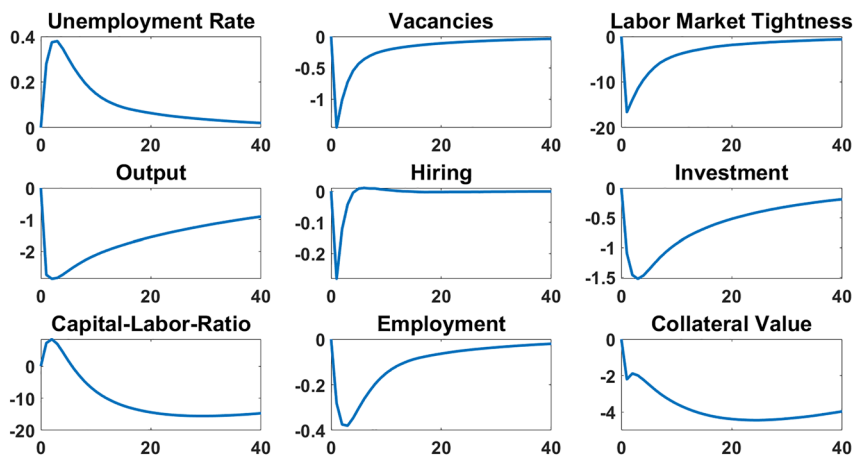 Unemployment Rate
Vacancies
Labor Market Tightness
0.4
0.2
0
0 20 40
0
-1
0 20 40
0
-10
-20
0 20 40
Output
Hiring
Investment
0
-1
-2
0 20 40
0
-0.1
-0.2
0 20 40
0
-0.5
-1
-1.5
0 20 40
Capital-Labor-Ratio
Employment
Collateral Value
10
0
-10
-20
0 20 40
0
-0.2
-0.4
0 20 40
0
-2
-4
0 20 40